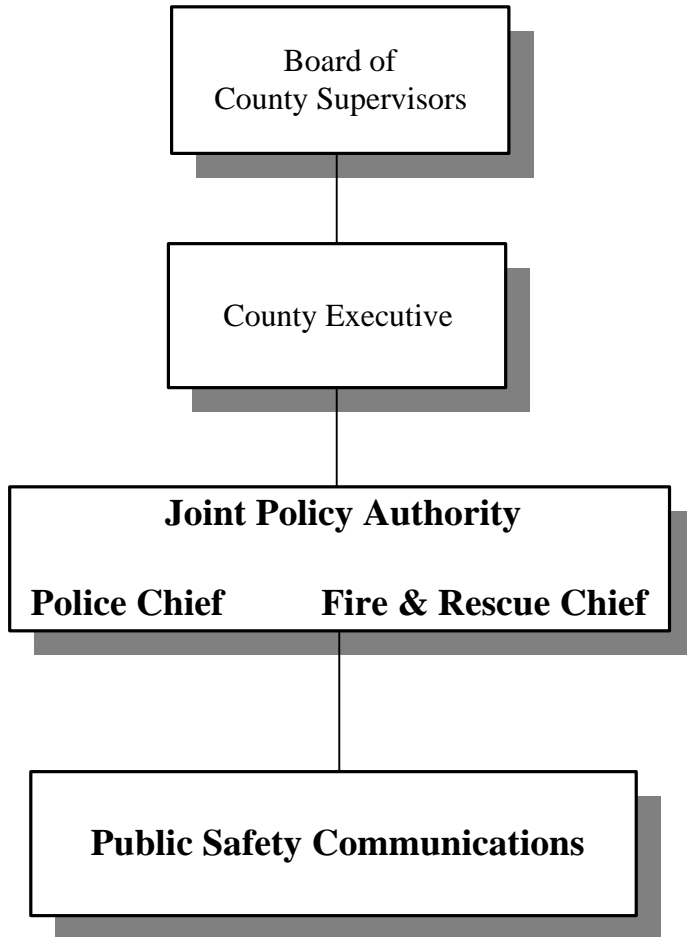 Board of
County Supervisors
County Executive
Joint Policy Authority
Police Chief Fire & Rescue Chief
Public Safety Communications